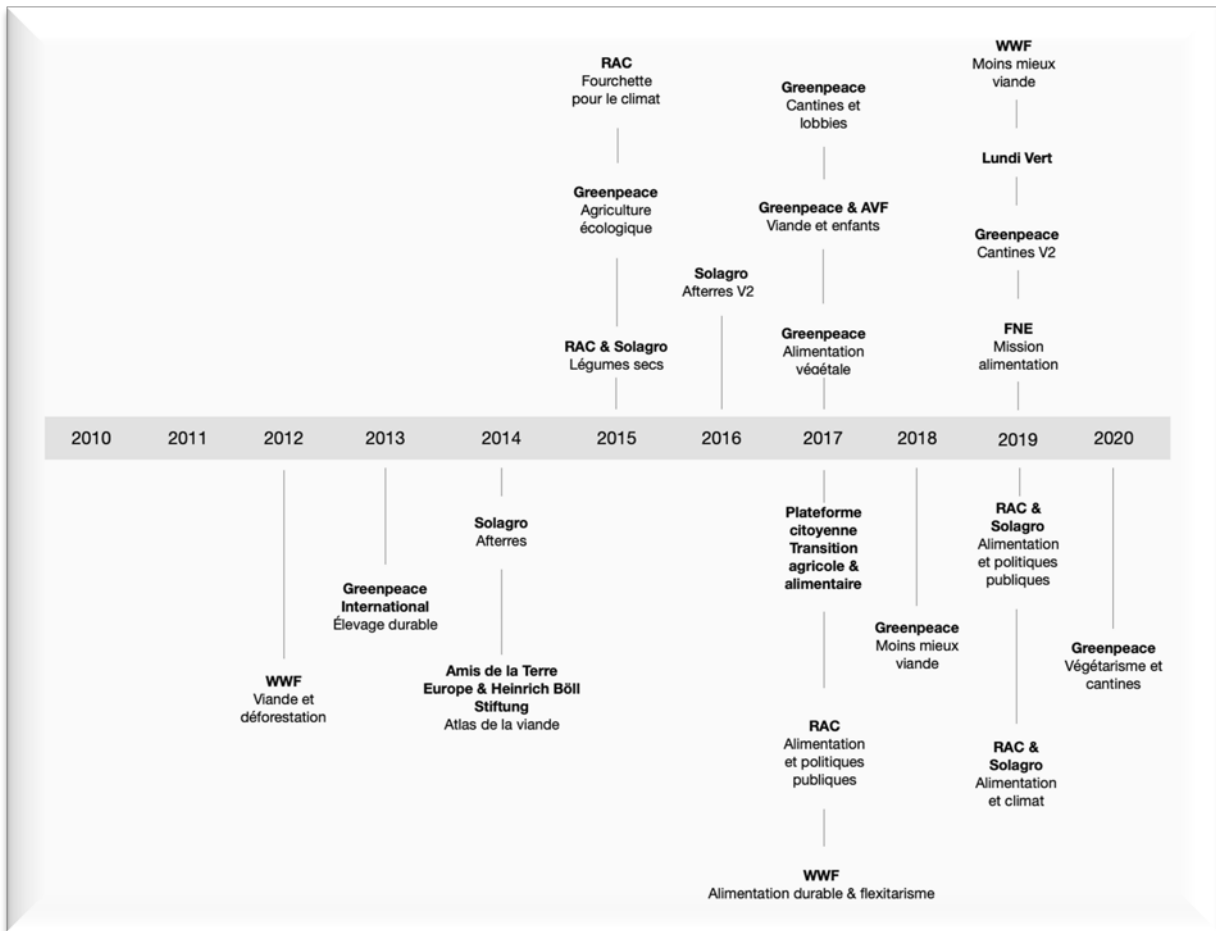 RAC
Fourchette
pour le climat
Greenpeace
Agriculture
écologique
RAC & Solagro
Légumes secs
Solagro
Afterres V2
Greenpeace
Cantines et
lobbies
Greenpeace & AVF
Viande et enfants
Greenpeace
Alimentation
végétale
WWF
Moins mieux
viande
Lundi Vert
Greenpeace
Cantines V2
FNE
Mission
alimentation
2010 2011 2012 2013 2014 2015 2016 2017 2018 2019 2020
WWF
Viande et
déforestation
Greenpeace
International
Élevage durable
Solagro
Afterres
Amis de la Terre
Europe & Heinrich Böll
Stiftung
Atlas de la viande
Plateforme
citoyenne
Transition
agricole &
alimentaire
RAC
Alimentation
et politiques
publiques
WWF
Alimentation durable & flexitarisme
Greenpeace
Moins mieux
viande
RAC &
Solagro
Alimentation
et politiques
publiques
RAC &
Solagro
Alimentation
et climat
Greenpeace
Végétarisme et
cantines